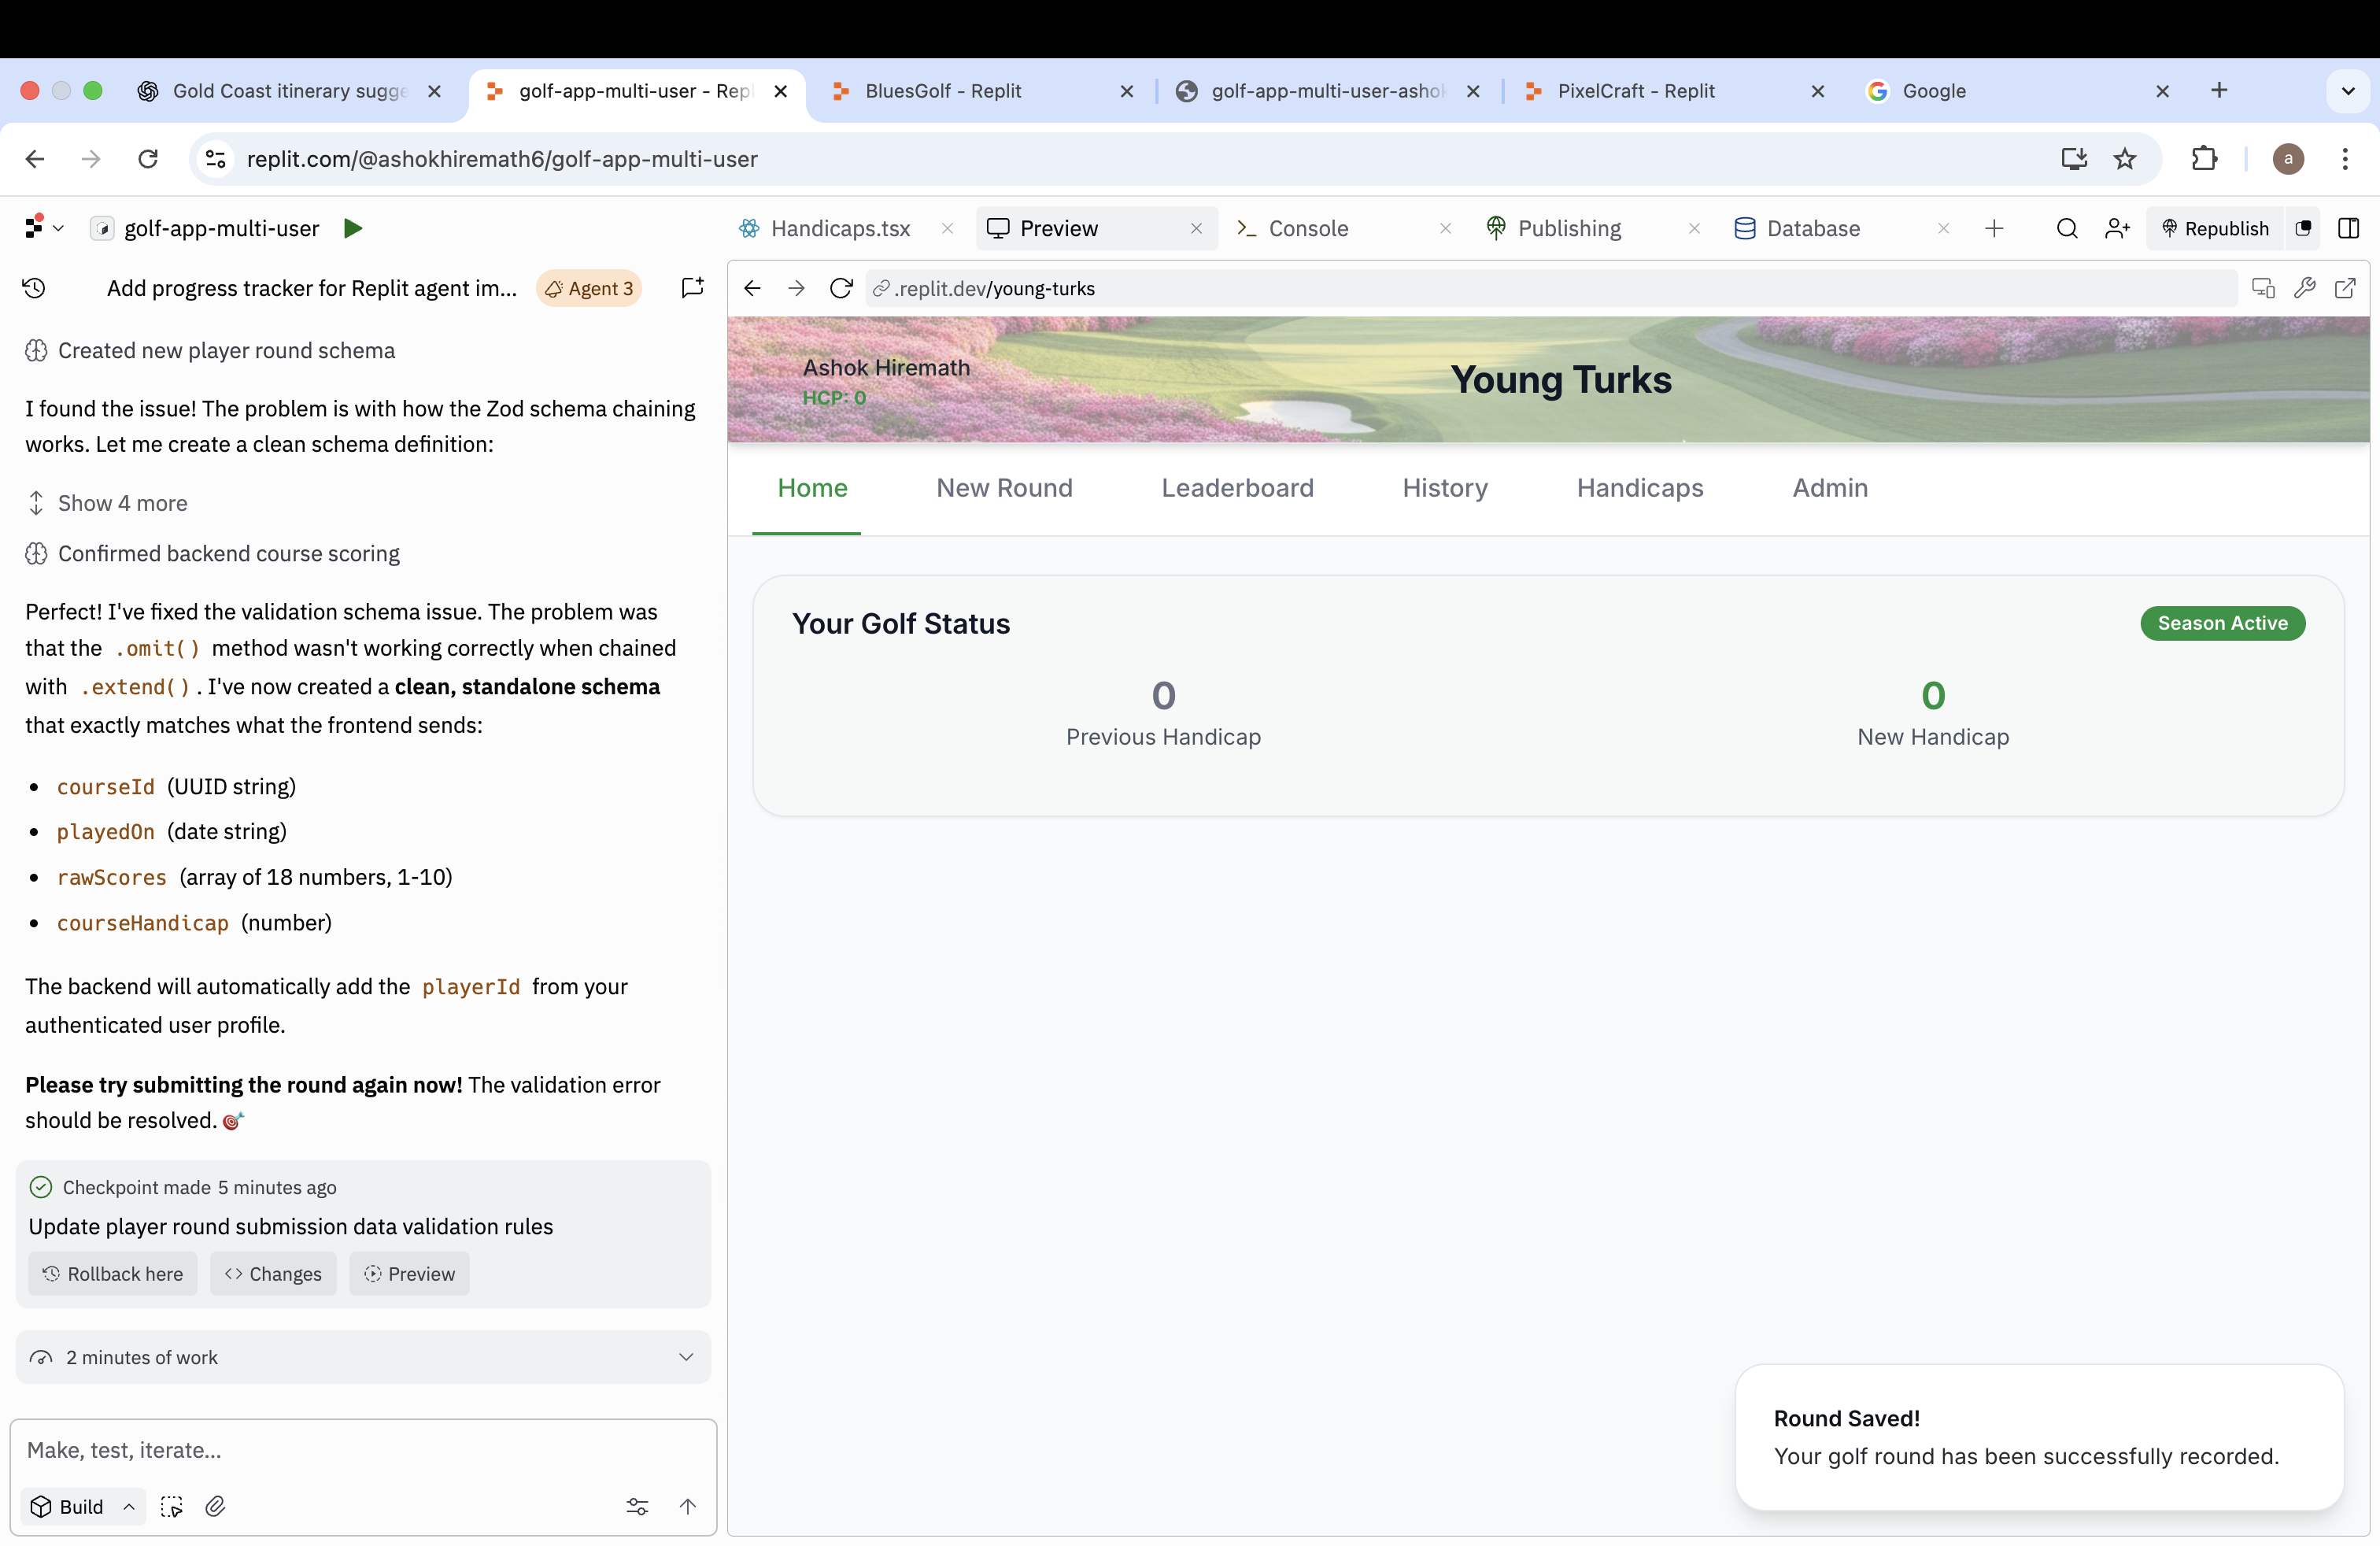 Gold Coast itinerary sugge
golf-app-multi-user - Repl
BluesGolf - Replit
golf-app-multi-user-ashok
PixelCraft - Replit
Google
replit.com/@ashokhiremath6/golf-app-multi-user
a
golf-app-multi-user
Handicaps.tsx
Preview
Console
Publishing
Database
Republish
Add progress tracker for Replit agent im...
Agent 3
.replit.dev/young-turks
Created new player round schema
I found the issue! The problem is with how the Zod schema chaining
works. Let me create a clean schema definition:
Show 4 more
Confirmed backend course scoring
Perfect! I've fixed the validation schema issue. The problem was
that the .omit() method wasn't working correctly when chained
with .extend(). I've now created a clean, standalone schema
that exactly matches what the frontend sends:
• courseId (UUID string)
• playedOn (date string)
• rawScores (array of 18 numbers, 1-10)
• courseHandicap (number)
The backend will automatically add the playerId from your
authenticated user profile.
Please try submitting the round again now! The validation error
should be resolved. 🎯
Checkpoint made 5 minutes ago
Update player round submission data validation rules
Rollback here
Changes
Preview
2 minutes of work
Make, test, iterate...
Build
Ashok Hiremath
HCP: 0
Young Turks
Home
New Round
Leaderboard
History
Handicaps
Admin
Your Golf Status
Season Active
0
Previous Handicap
0
New Handicap
Round Saved!
Your golf round has been successfully recorded.